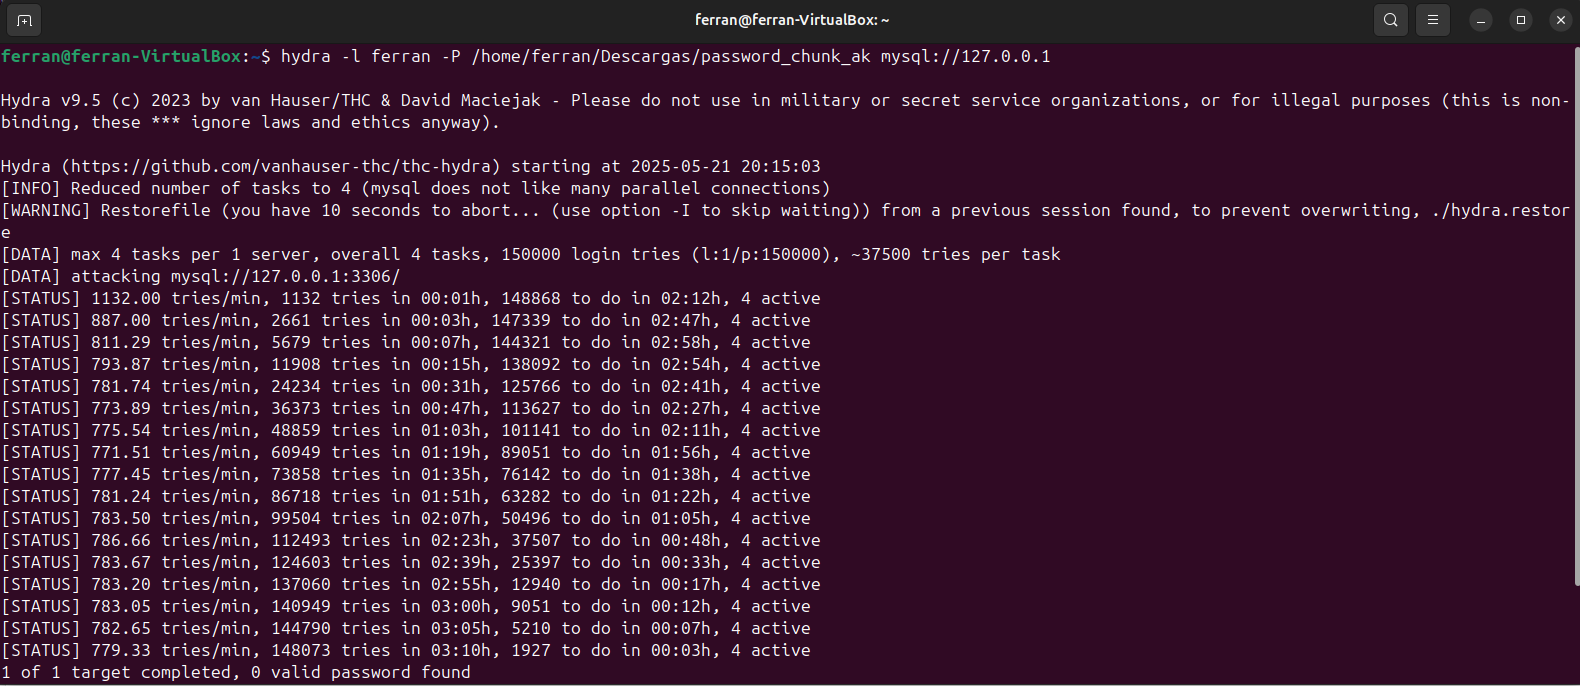 ferran@ferran-VirtualBox: ~
ferran@ferran-VirtualBox:~$ hydra -l ferran -P /home/ferran/Descargas/password_chunk_ak mysql://127.0.0.1
Hydra v9.5 (c) 2023 by van Hauser/THC & David Maciejak - Please do not use in military or secret service organizations, or for illegal purposes (this is non-
binding, these *** ignore laws and ethics anyway).
Hydra (https://github.com/vanhauser-thc/thc-hydra) starting at 2025-05-21 20:15:03
[INFO] Reduced number of tasks to 4 (mysql does not like many parallel connections)
[WARNING] Restorefile (you have 10 seconds to abort... (use option -I to skip waiting)) from a previous session found, to prevent overwriting, ./hydra.restor
e
[DATA] max 4 tasks per 1 server, overall 4 tasks, 150000 login tries (l:1/p:150000), ~37500 tries per task
[DATA] attacking mysql://127.0.0.1:3306/
[STATUS] 1132.00 tries/min, 1132 tries in 00:01h, 148868 to do in 02:12h, 4 active
[STATUS] 887.00 tries/min, 2661 tries in 00:03h, 147339 to do in 02:47h, 4 active
[STATUS] 811.29 tries/min, 5679 tries in 00:07h, 144321 to do in 02:58h, 4 active
[STATUS] 793.87 tries/min, 11908 tries in 00:15h, 138092 to do in 02:54h, 4 active
[STATUS] 781.74 tries/min, 24234 tries in 00:31h, 125766 to do in 02:41h, 4 active
[STATUS] 773.89 tries/min, 36373 tries in 00:47h, 113627 to do in 02:27h, 4 active
[STATUS] 775.54 tries/min, 48859 tries in 01:03h, 101141 to do in 02:11h, 4 active
[STATUS] 771.51 tries/min, 60949 tries in 01:19h, 89051 to do in 01:56h, 4 active
[STATUS] 777.45 tries/min, 73858 tries in 01:35h, 76142 to do in 01:38h, 4 active
[STATUS] 781.24 tries/min, 86718 tries in 01:51h, 63282 to do in 01:22h, 4 active
[STATUS] 783.50 tries/min, 99504 tries in 02:07h, 50496 to do in 01:05h, 4 active
[STATUS] 786.66 tries/min, 112493 tries in 02:23h, 37507 to do in 00:48h, 4 active
[STATUS] 783.67 tries/min, 124603 tries in 02:39h, 25397 to do in 00:33h, 4 active
[STATUS] 783.20 tries/min, 137060 tries in 02:55h, 12940 to do in 00:17h, 4 active
[STATUS] 783.05 tries/min, 140949 tries in 03:00h, 9051 to do in 00:12h, 4 active
[STATUS] 782.65 tries/min, 144790 tries in 03:05h, 5210 to do in 00:07h, 4 active
[STATUS] 779.33 tries/min, 148073 tries in 03:10h, 1927 to do in 00:03h, 4 active
1 of 1 target completed, 0 valid password found